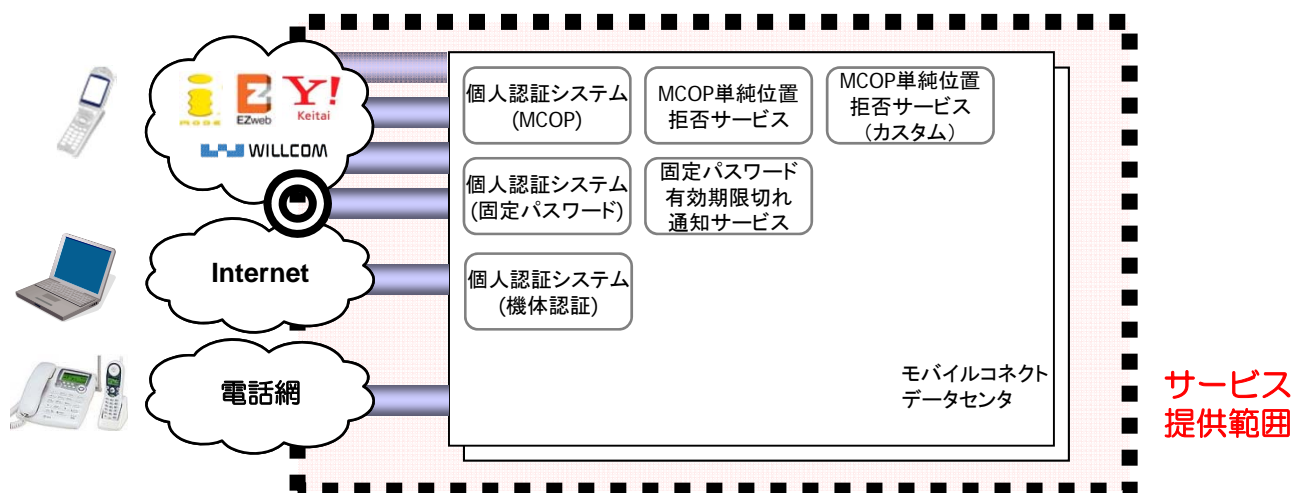 mode
EZweb
Y!
Keitai
WILLCOM
Internet
電話網
個人認証システム
(MCOP)
MCOP単純位置
拒否サービス
MCOP単純位置
拒否サービス
(カスタム)
個人認証システム
(固定パスワード)
固定パスワード
有効期限切れ
通知サービス
個人認証システム
(機体認証)
モバイルコネクト
データセンタ
サービス
提供範囲